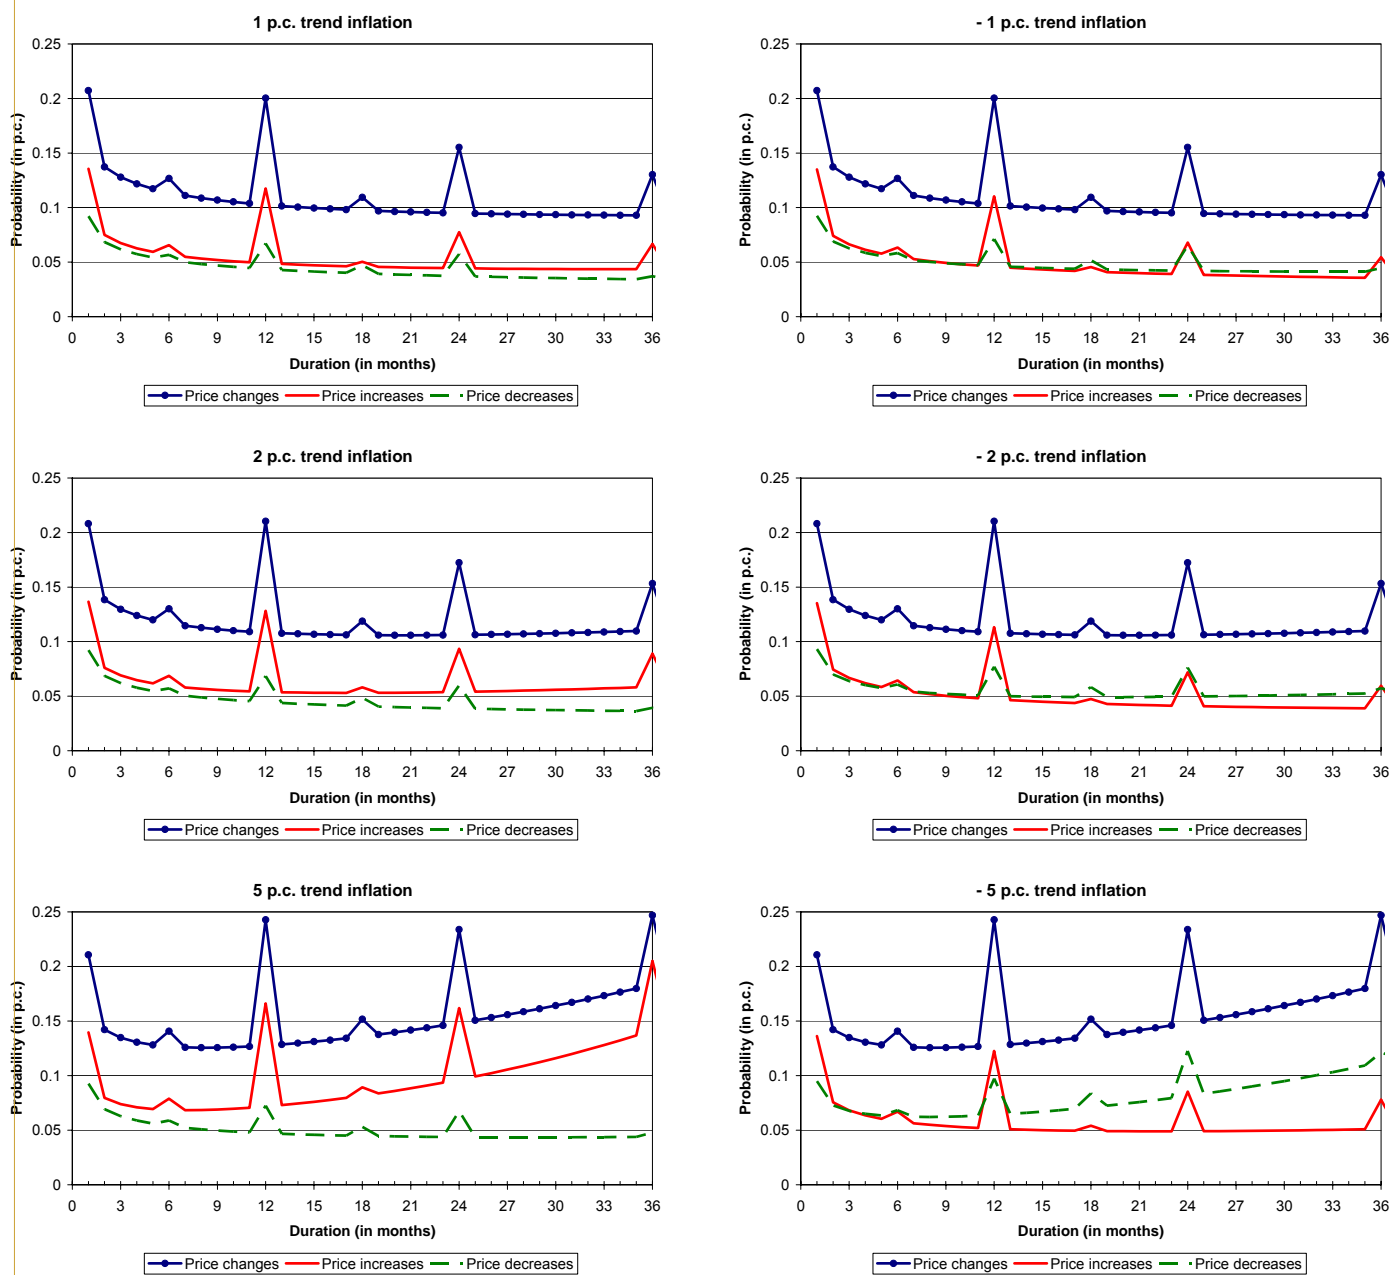 1 p.c. trend inflation
0.25
0.2
0.15
0.1
0.05
0
Probability (in p.c.)
0 3 6 9 12 15 18 21 24 27 30 33 36
Duration (in months)
Price changes Price increases Price decreases
- 1 p.c. trend inflation
0.25
0.2
0.15
0.1
0.05
0
Probability (in p.c.)
0 3 6 9 12 15 18 21 24 27 30 33 36
Duration (in months)
Price changes Price increases Price decreases
2 p.c. trend inflation
0.25
0.2
0.15
0.1
0.05
0
Probability (in p.c.)
0 3 6 9 12 15 18 21 24 27 30 33 36
Duration (in months)
Price changes Price increases Price decreases
- 2 p.c. trend inflation
0.25
0.2
0.15
0.1
0.05
0
Probability (in p.c.)
0 3 6 9 12 15 18 21 24 27 30 33 36
Duration (in months)
Price changes Price increases Price decreases
5 p.c. trend inflation
0.25
0.2
0.15
0.1
0.05
0
Probability (in p.c.)
0 3 6 9 12 15 18 21 24 27 30 33 36
Duration (in months)
Price changes Price increases Price decreases
- 5 p.c. trend inflation
0.25
0.2
0.15
0.1
0.05
0
Probability (in p.c.)
0 3 6 9 12 15 18 21 24 27 30 33 36
Duration (in months)
Price changes Price increases Price decreases